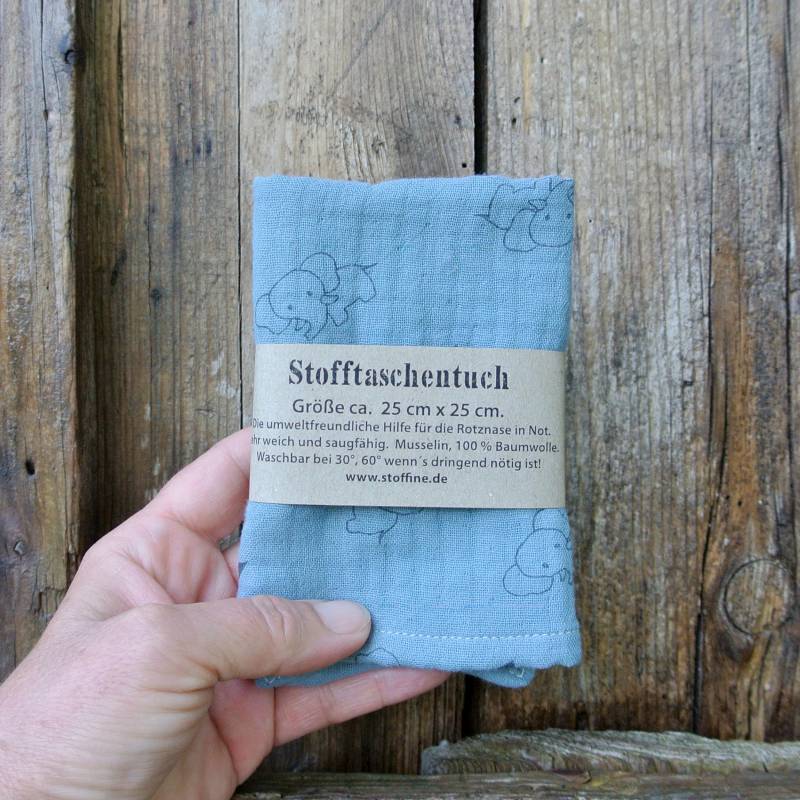 Stofftaschentuch
Größe ca. 25 cm x 25 cm.
Die umweltfreundliche Hilfe für die Rotznase in Not.
ehr weich und saugfähig. Musselin, 100 % Baumwolle.
Waschbar bei 30°, 60° wenn´s dringend nötig ist!
www.stoffine.de